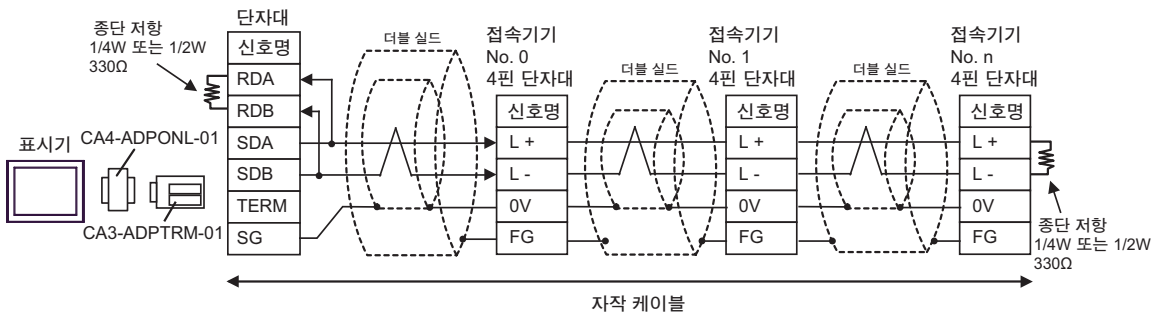 종단 저항
1/4W 또는 1/2W
330Ω
표시기
CA4-ADPONL-01
CA3-ADPTRM-01
단자대
신호명
RDA
RDB
SDA
SDB
TERM
SG
더블 실드
접속기기
No. 0
4핀 단자대
신호명
L +
L -
0V
FG
더블 실드
접속기기
No. 1
4핀 단자대
신호명
L +
L -
0V
FG
더블 실드
접속기기
No. n
4핀 단자대
신호명
L +
L -
0V
FG
종단 저항
1/4W 또는 1/2W
330Ω
자작 케이블